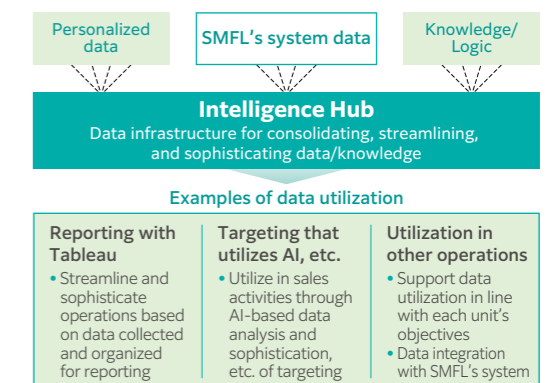 Personalized
data
SMFL's system data
Knowledge/
Logic
Intelligence Hub
Data infrastructure for consolidating, streamlining,
and sophisticating data/knowledge
Examples of data utilization
Reporting with
Tableau
• Streamline and
sophisticate
operations based
on data collected
and organized
for reporting
Targeting that
utilizes AI, etc.
• Utilize in sales
activities through
AI-based data
analysis and
sophistication,
etc. of targeting
Utilization in
other operations
• Support data
utilization in line
with each unit's
objectives
• Data integration
with SMFL's system